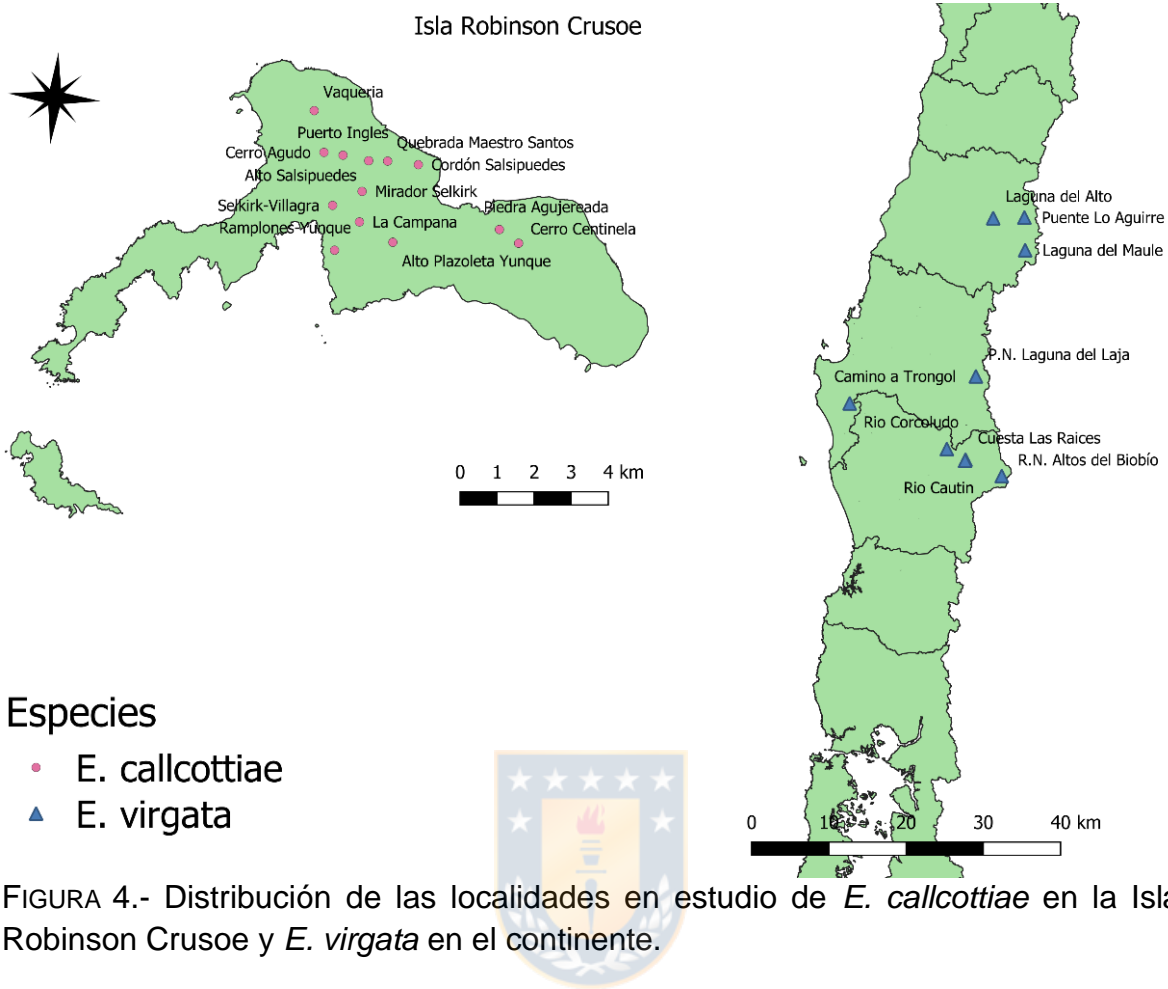 Isla Robinson Crusoe
Vaqueria
Puerto Ingles
Quebrada Maestro Santos
Cerro Agudo
Cordón Salsipuedes
Alto Salsipuedes
Mirador Selkirk
Selkirk-Villagra
Piedra Agujereada
Ramplones-Yunque
La Campana
Cerro Centinela
Alto Plazoleta Yunque
0 1 2 3 4 km
Laguna del Alto
Puente Lo Aguirre
Laguna del Maule
P.N. Laguna del Laja
Camino a Trongol
Rio Corcoludo
Cuesta Las Raices
R.N. Altos del Biobío
Rio Cautin
0 10 20 30 40 km
Especies
E. callcottiae
E. virgata
FIGURA 4.- Distribución de las localidades en estudio de E. callcottiae en la Isla
Robinson Crusoe y E. virgata en el continente.